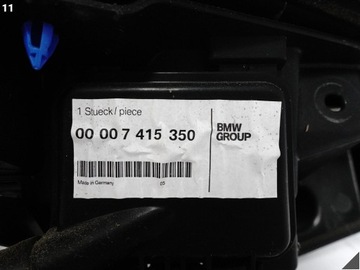 11
1 Stueck / piece
00 00 7 415 350
BMW
GROUP
Made in Germany